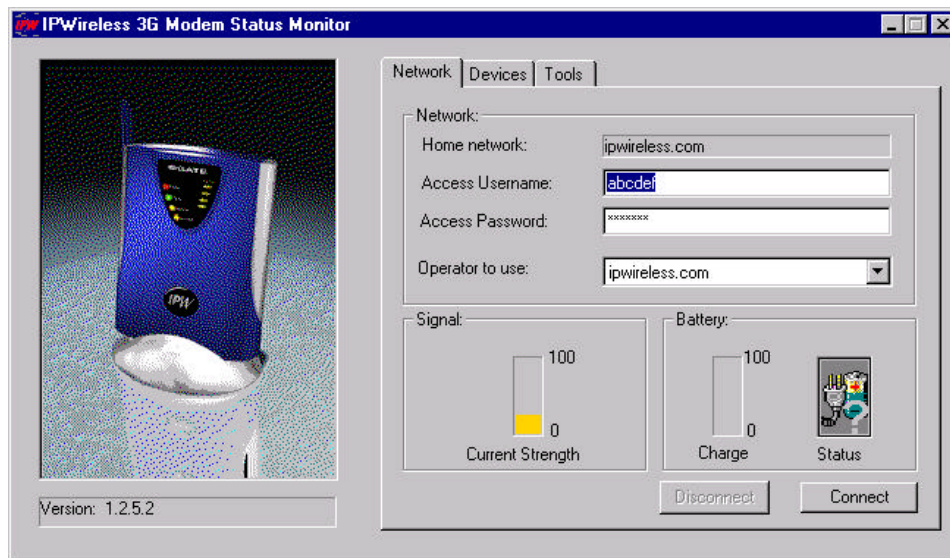 IPW IPWireless 3G Modem Status Monitor
Network Devices Tools
Network:
Home network: ipwireless.com
Access Username: abcdef
Access Password: *******
Operator to use: ipwireless.com
IPW
Signal: Battery:
100 100
0 0
Current Strength Charge Status
Disconnect Connect
Version: 1.2.5.2